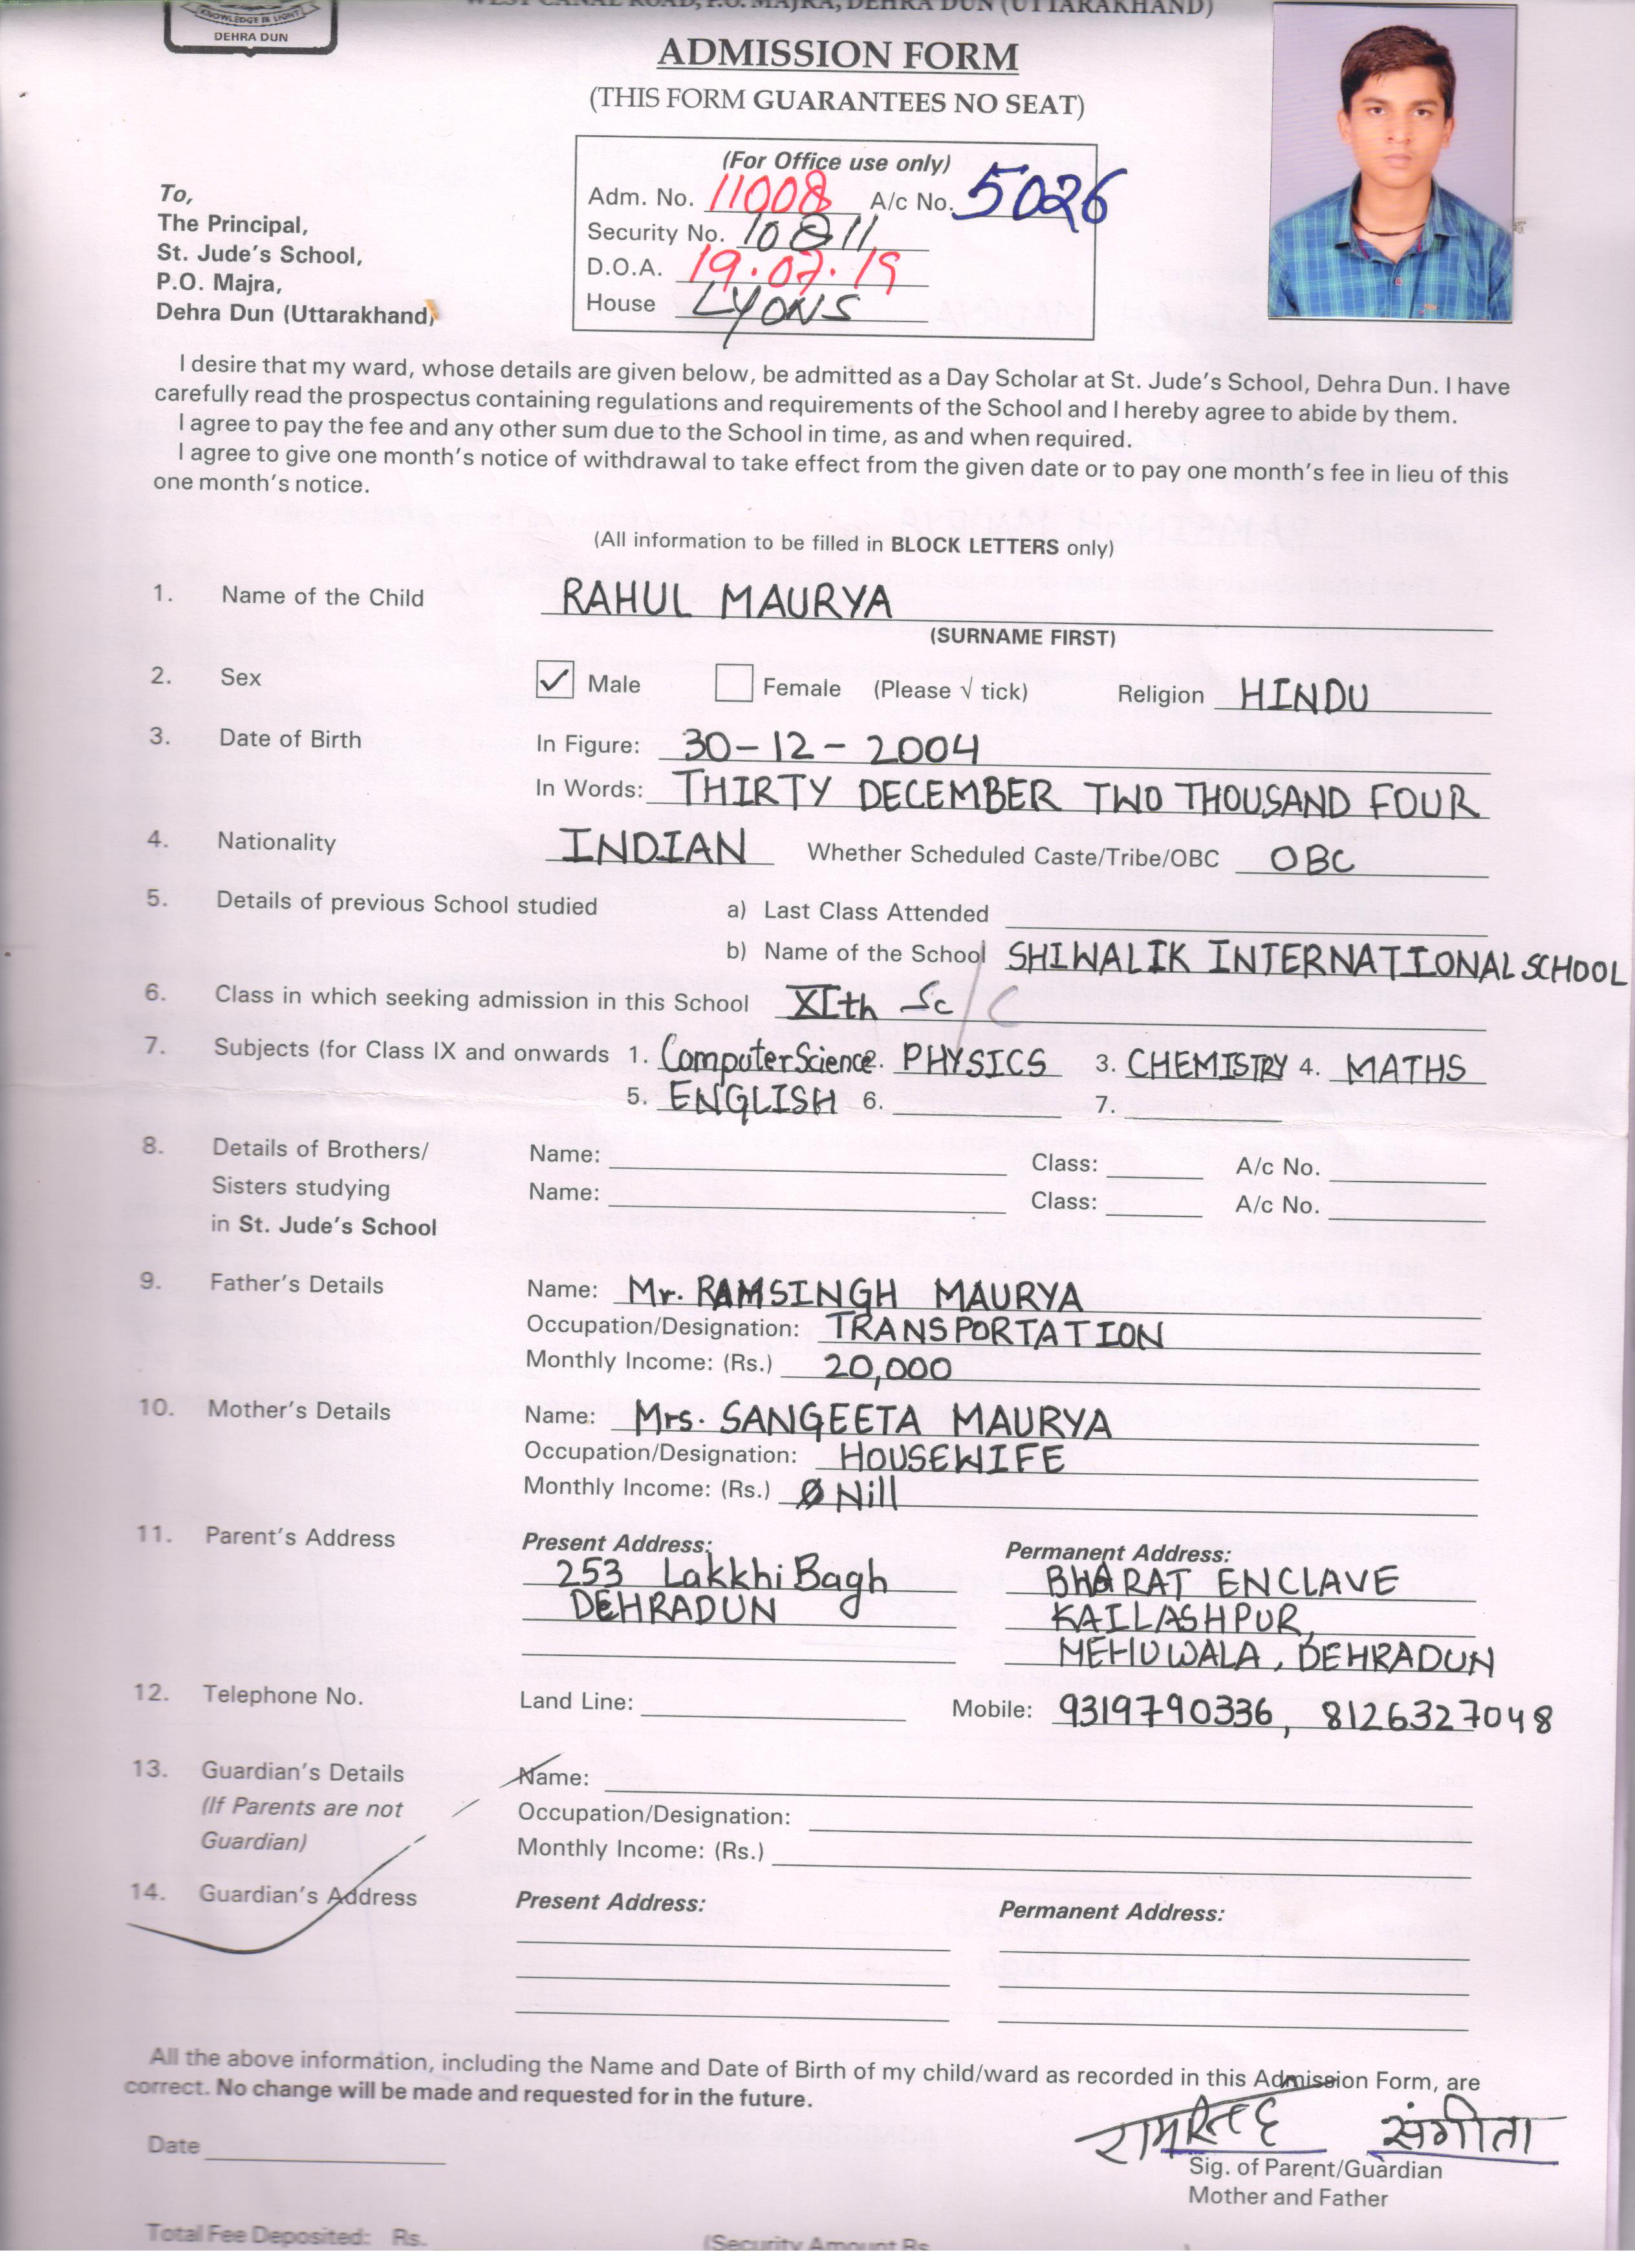 KNOWLEDGE IS LIGHT
DEHRA DUN
WEST CANAL ROAD, P.O. MAJRA, DEHRA DUN (UTTARAKHAND)
ADMISSION FORM
(THIS FORM GUARANTEES NO SEAT)
(For Office use only)
Adm. No. 11008 A/c No. 5026
Security No. 10811
D.O.A. 19.07.19
House LYONS
To,
The Principal,
St. Jude's School,
P.O. Majra,
Dehra Dun (Uttarakhand)
I desire that my ward, whose details are given below, be admitted as a Day Scholar at St. Jude's School, Dehra Dun. I have
carefully read the prospectus containing regulations and requirements of the School and I hereby agree to abide by them.
I agree to pay the fee and any other sum due to the School in time, as and when required.
I agree to give one month's notice of withdrawal to take effect from the given date or to pay one month's fee in lieu of this
one month's notice.
(All information to be filled in BLOCK LETTERS only)
1. Name of the Child RAHUL MAURYA
(SURNAME FIRST)
2. Sex ✓ Male Female (Please √ tick) Religion HINDU
3. Date of Birth In Figure: 30-12-2004
In Words: THIRTY DECEMBER TWO THOUSAND FOUR
4. Nationality INDIAN Whether Scheduled Caste/Tribe/OBC OBC
5. Details of previous School studied a) Last Class Attended
b) Name of the School SHIWALIK INTERNATIONAL SCHOOL
6. Class in which seeking admission in this School XIth Sc/C
7. Subjects (for Class IX and onwards 1. Computer Science. PHYSICS 3. CHEMISTRY 4. MATHS
5. ENGLISH 6. 7.
8. Details of Brothers/ Name: Class: A/c No.
Sisters studying Name: Class: A/c No.
in St. Jude's School
9. Father's Details Name: Mr. RAMSINGH MAURYA
Occupation/Designation: TRANSPORTATION
Monthly Income: (Rs.) 20,000
10. Mother's Details Name: Mrs. SANGEETA MAURYA
Occupation/Designation: HOUSEWIFE
Monthly Income: (Rs.) Nill
11. Parent's Address Present Address: Permanent Address:
253 Lakkhi Bagh BHARAT ENCLAVE
DEHRADUN KAILASHPUR,
MEHUWALA, DEHRADUN
12. Telephone No. Land Line: Mobile: 9319790336, 8126327048
13. Guardian's Details Name:
(If Parents are not Occupation/Designation:
Guardian) Monthly Income: (Rs.)
14. Guardian's Address Present Address: Permanent Address:
All the above information, including the Name and Date of Birth of my child/ward as recorded in this Admission Form, are
correct. No change will be made and requested for in the future.
Date
संगीता
Sig. of Parent/Guardian
Mother and Father
Total Fee Deposited: Rs. (Security Amount Rs.